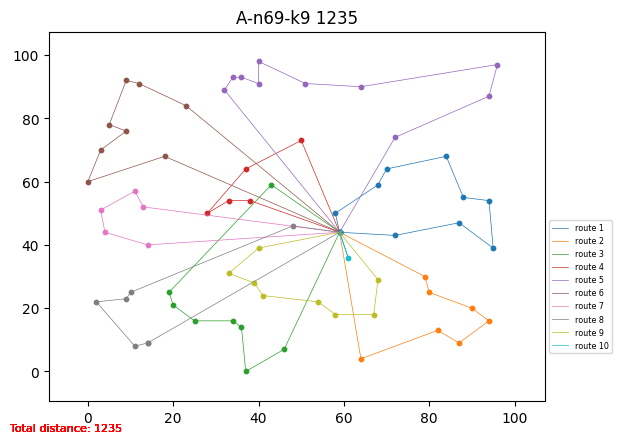 A-n69-k9 1235
100
80
60
40
20
0
0 20 40 60 80 100
route 1
route 2
route 3
route 4
route 5
route 6
route 7
route 8
route 9
route 10
Total distance: 1235